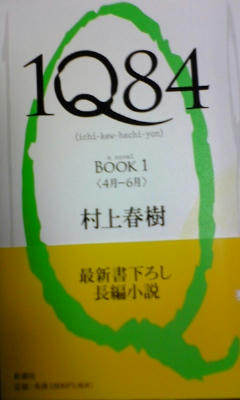 1Q84
(ichi-kew-hachi-yon)
a novel
BOOK 1
〈4月−6月〉
村上春樹
最新書下ろし
長編小説
新潮社